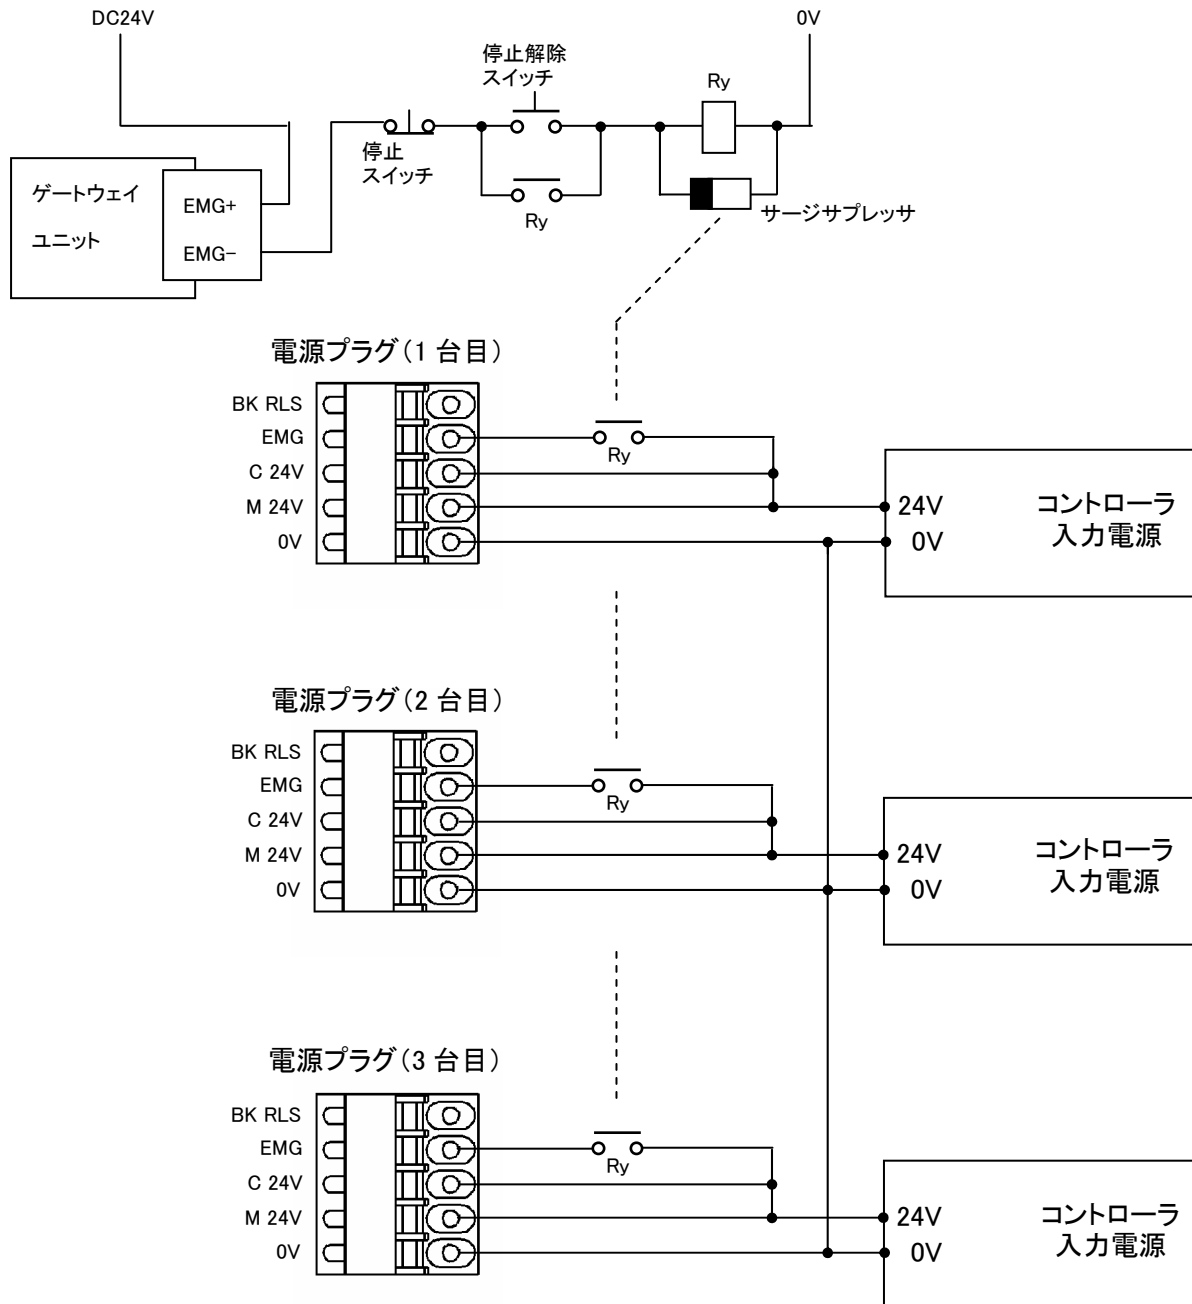 DC24V
0V
停止解除
スイッチ
Ry
停止
スイッチ
Ry
サージサプレッサ
ゲートウェイ
ユニット
EMG+
EMG-
電源プラグ(1 台目)
BK RLS
EMG
C 24V
M 24V
0V
Ry
24V
0V
コントローラ
入力電源
電源プラグ(2 台目)
BK RLS
EMG
C 24V
M 24V
0V
Ry
24V
0V
コントローラ
入力電源
電源プラグ(3 台目)
BK RLS
EMG
C 24V
M 24V
0V
Ry
24V
0V
コントローラ
入力電源